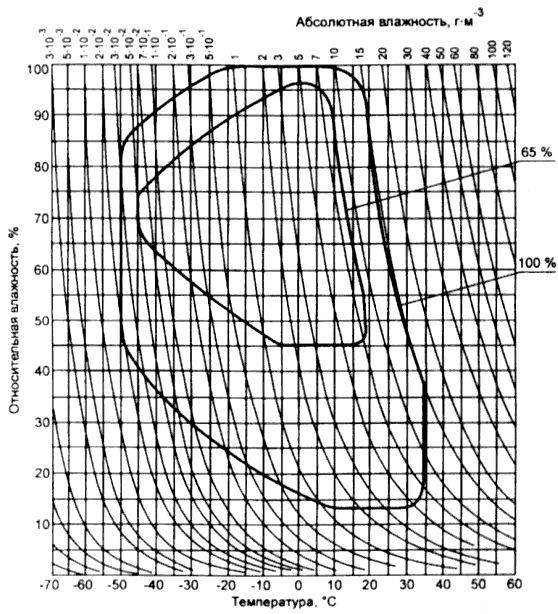 Абсолютная влажность, г·м⁻³
3·10⁻³ 5·10⁻² 1·10⁻² 2·10⁻² 3·10⁻² 5·10⁻² 7·10⁻¹ 1·10⁻¹ 2·10⁻¹ 3·10⁻¹ 5·10⁻¹ 1 2 3 5 7 10 15 20 30 35 40 50 60 80 100 120
100
90
80
70
60
50
40
30
20
10
Относительная влажность, %
65 %
100 %
-70 -60 -50 -40 -30 -20 -10 0 10 20 30 40 50 60
Температура, °С